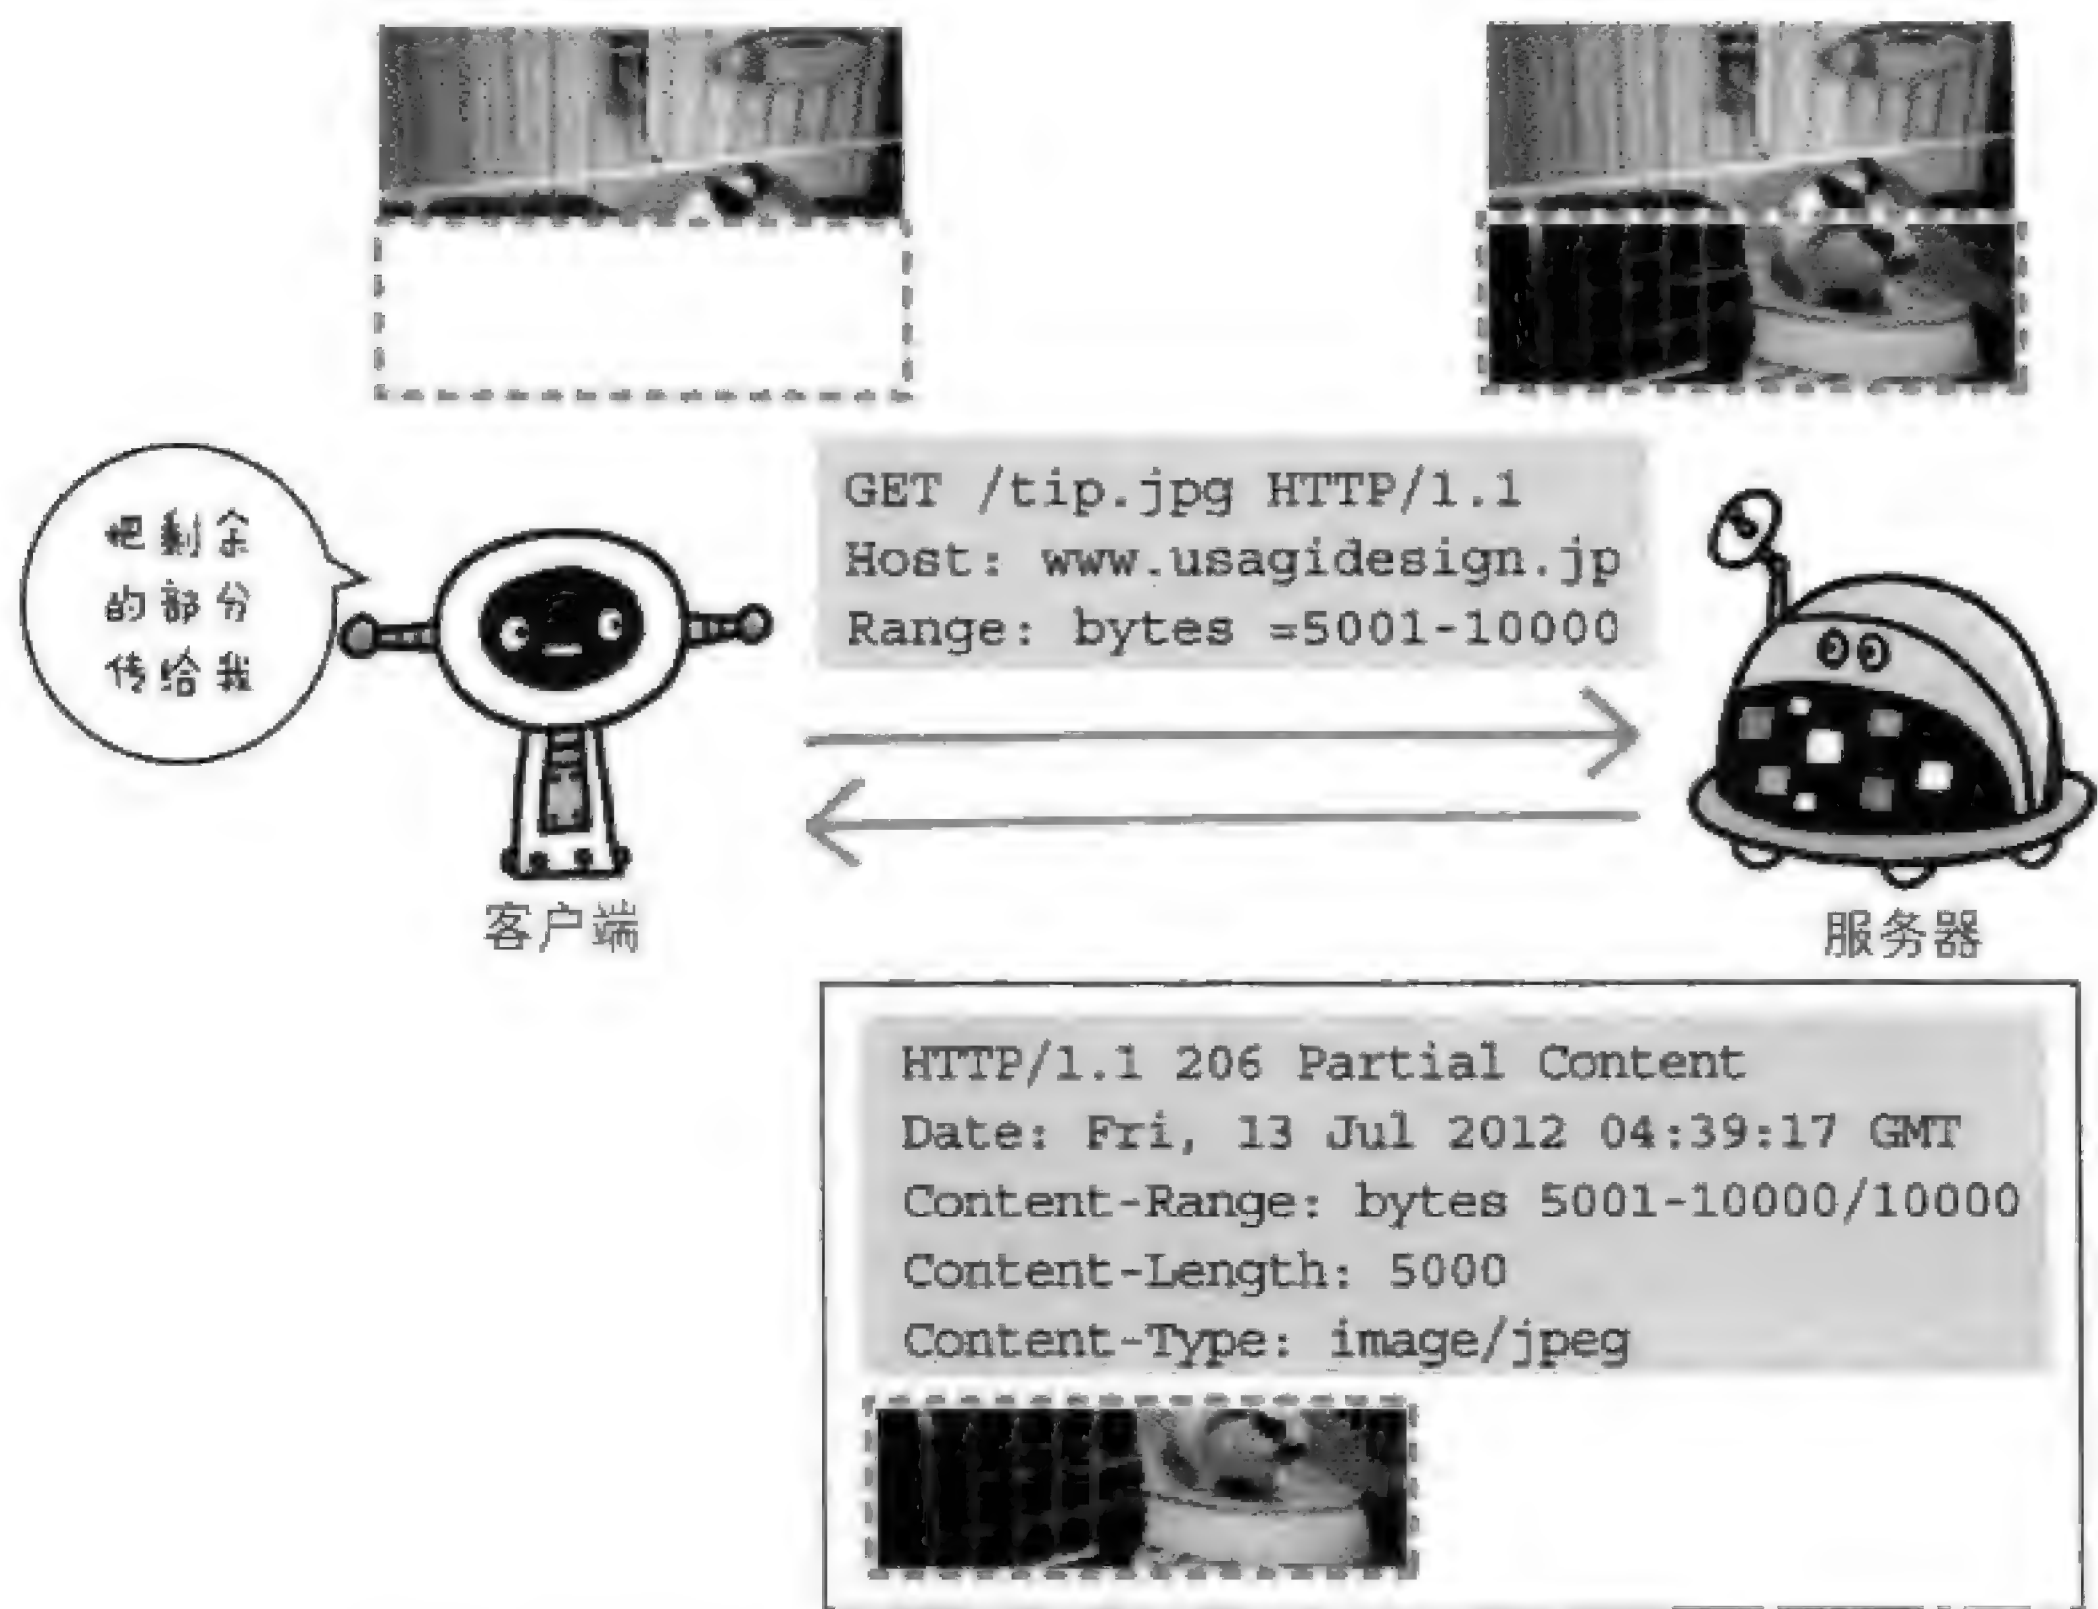 把剩余
的部分
传给我
GET /tip.jpg HTTP/1.1
Host: www.usagidesign.jp
Range: bytes =5001-10000
客户端
服务器
HTTP/1.1 206 Partial Content
Date: Fri, 13 Jul 2012 04:39:17 GMT
Content-Range: bytes 5001-10000/10000
Content-Length: 5000
Content-Type: image/jpeg